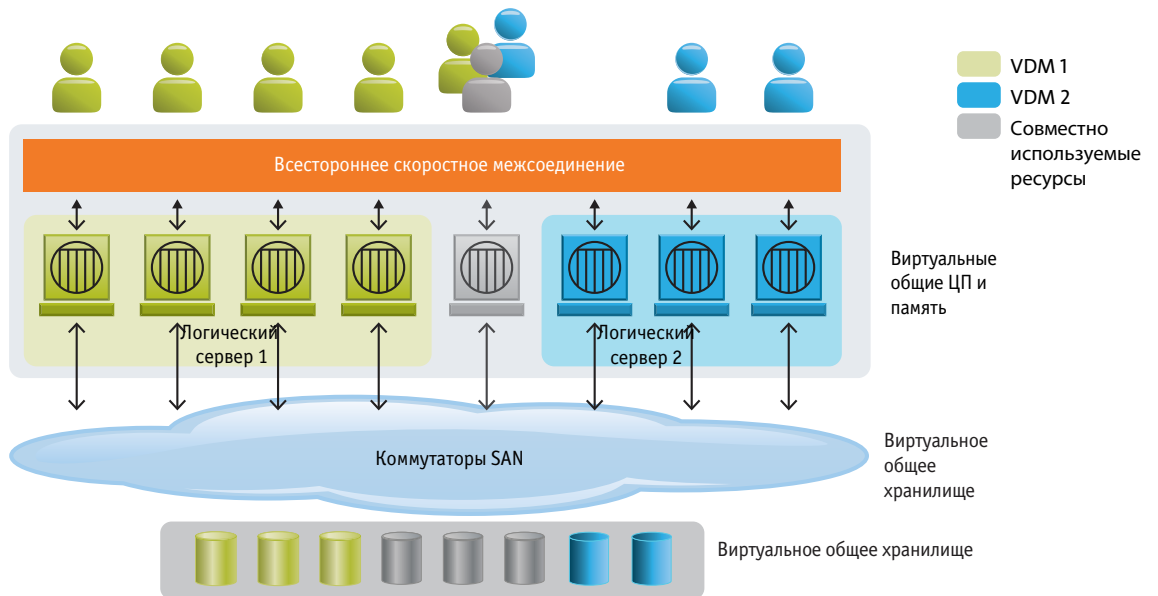 VDM 1
VDM 2
Совместно
используемые
ресурсы
Всестороннее скоростное межсоединение
Логический
сервер 1
Логический
сервер 2
Виртуальные
общие ЦП и
память
Коммутаторы SAN
Виртуальное
общее
хранилище
Виртуальное общее хранилище